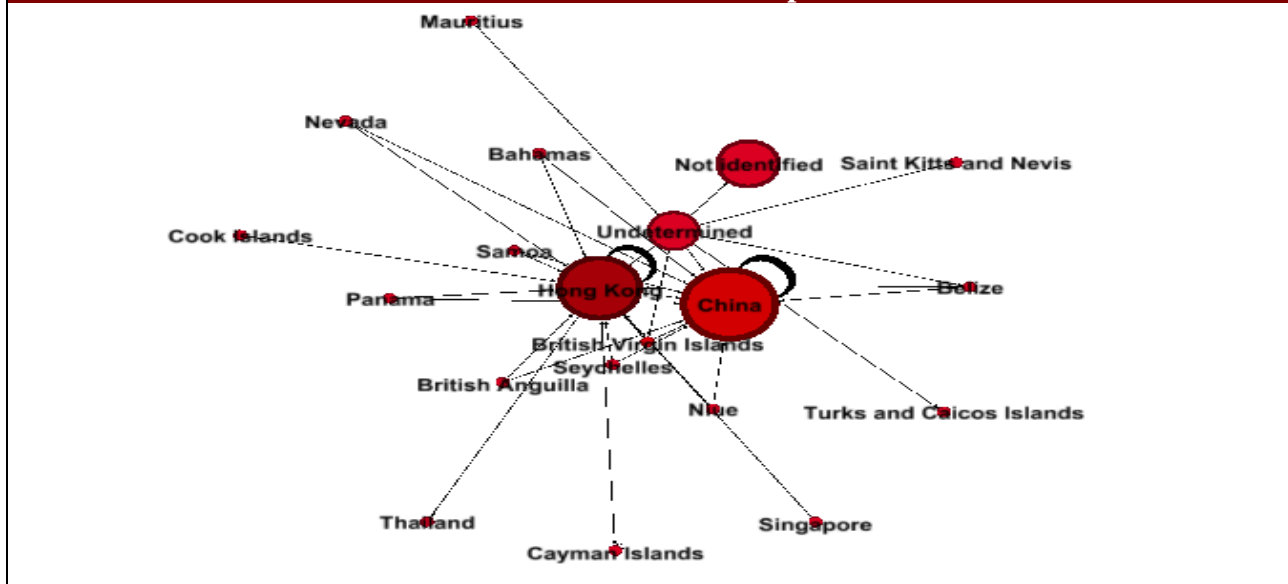 Mauritius
Nevada
Bahamas
Not identified
Saint Kitts and Nevis
Undetermined
Cook Islands
Samoa
Hong Kong
China
Belize
Panama
British Virgin Islands
Seychelles
British Anguilla
Niue
Turks and Caicos Islands
Thailand
Singapore
Cayman Islands